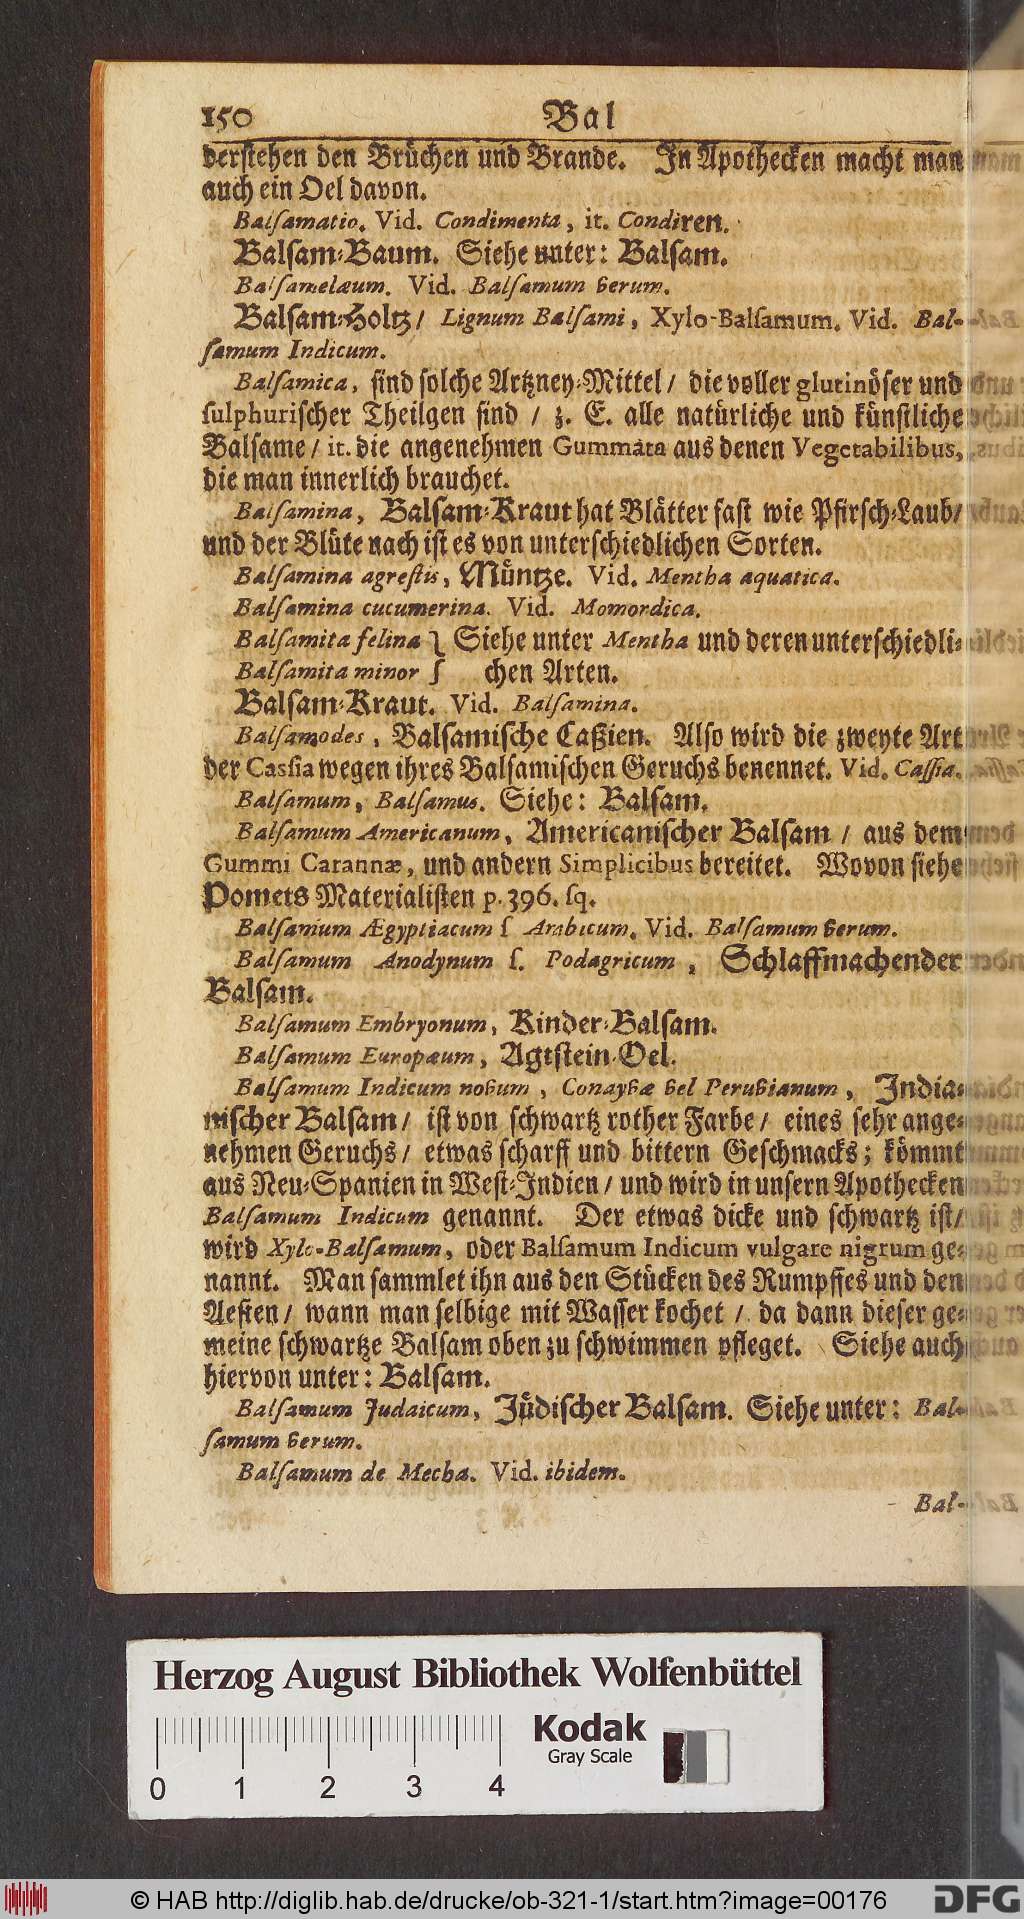 150 Bal
derstehen den Brüchen und Brande. In Apothecken macht man
auch ein Oel davon.
Balsamatio. Vid. Condimenta, it. Condiren.
Balsam-Baum. Siehe unter: Balsam.
Balsamelæum. Vid. Balsamum verum.
Balsam-Holtz/ Lignum Balsami, Xylo-Balsamum. Vid. Bal-
samum Indicum.
Balsamica, sind solche Artzney-Mittel/ die voller glutinöser und
sulphurischer Theilgen sind / z. E. alle natürliche und künstliche
Balsame/ it. die angenehmen Gummata aus denen Vegetabilibus,
die man innerlich brauchet.
Balsamina, Balsam-Kraut hat Blätter fast wie Pfirsch-Laub/
und der Blüte nach ist es von unterschiedlichen Sorten.
Balsamina agrestis, Müntze. Vid. Mentha aquatica.
Balsamina cucumerina. Vid. Momordica.
Balsamita felina } Siehe unter Mentha und deren unterschiedli-
Balsamita minor } chen Arten.
Balsam-Kraut. Vid. Balsamina.
Balsamodes, Balsamische Caßien. Also wird die zweyte Art
der Cassia wegen ihres Balsamischen Geruchs benennet. Vid. Cassia.
Balsamum, Balsamus. Siehe: Balsam.
Balsamum Americanum, Americanischer Balsam / aus dem
Gummi Carannæ, und andern Simplicibus bereitet. Wovon siehe
Pomets Materialisten p. 396. sq.
Balsamum Ægyptiacum s Arabicum. Vid. Balsamum verum.
Balsamum Anodynum s. Podagricum, Schlaffmachender
Balsam.
Balsamum Embryonum, Kinder-Balsam.
Balsamum Europæum, Agtstein-Oel.
Balsamum Indicum novum, Conayvæ vel Peruvianum, India-
nischer Balsam/ ist von schwartz rother Farbe/ eines sehr ange-
nehmen Geruchs/ etwas scharff und bittern Geschmacks; kömmt
aus Neu-Spanien in West-Indien/ und wird in unsern Apothecken
Balsamum Indicum genannt. Der etwas dicke und schwartz ist/
wird Xylo-Balsamum, oder Balsamum Indicum vulgare nigrum ge-
nannt. Man sammlet ihn aus den Stücken des Rumpffes und den
Aesten/ wann man selbige mit Wasser kochet / da dann dieser ge-
meine schwartze Balsam oben zu schwimmen pfleget. Siehe auch
hiervon unter: Balsam.
Balsamum Judaicum, Jüdischer Balsam. Siehe unter: Bal-
samum verum.
Balsamum de Mecha. Vid. ibidem.
Bal-
Herzog August Bibliothek Wolfenbüttel
Kodak
Gray Scale
0 1 2 3 4
© HAB http://diglib.hab.de/drucke/ob-321-1/start.htm?image=00176
DFG